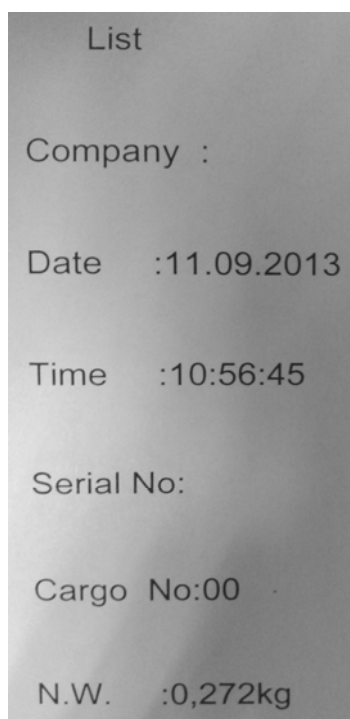 List
Company :
Date :11.09.2013
Time :10:56:45
Serial No:
Cargo No:00
N.W. :0,272kg